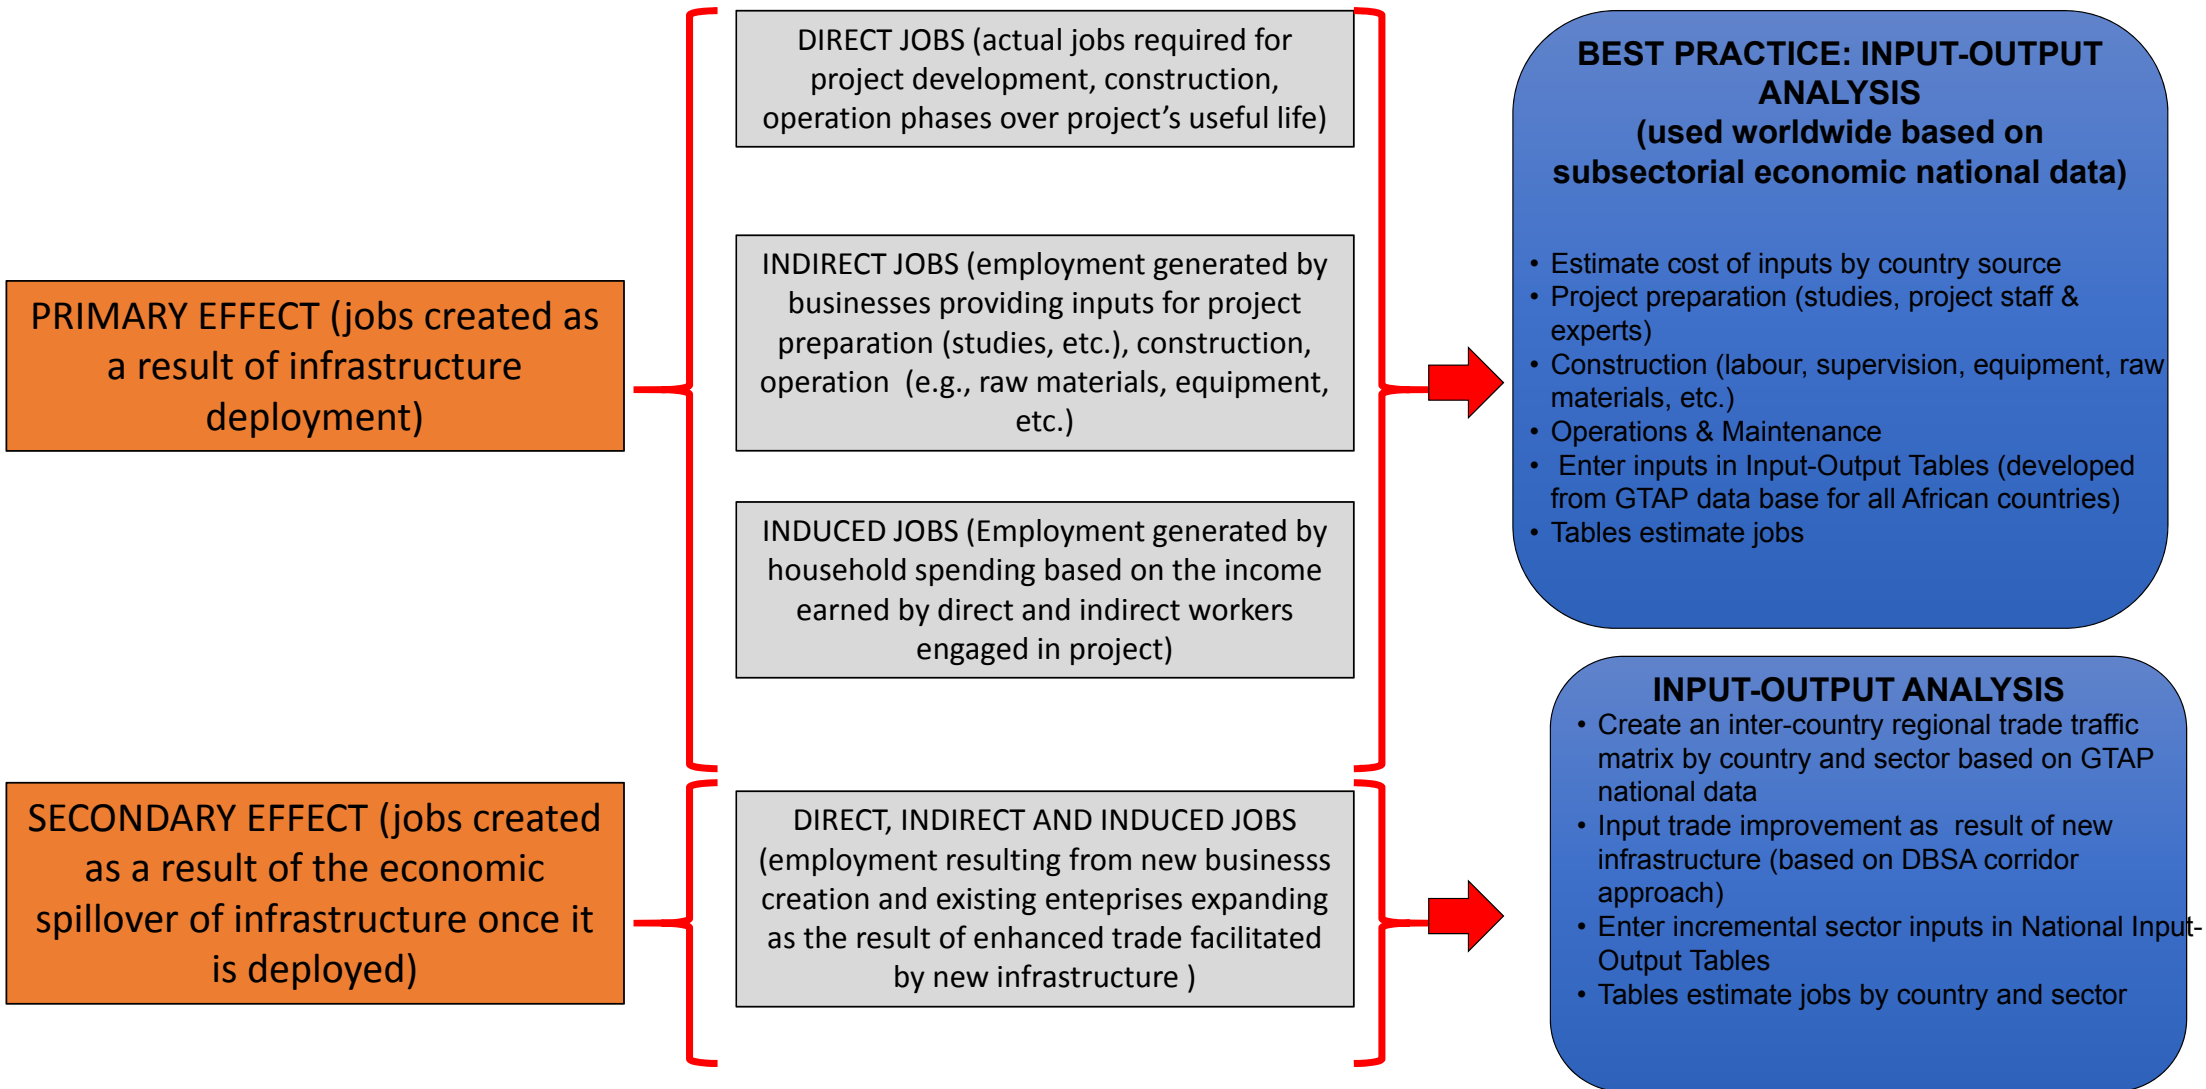 PRIMARY EFFECT (jobs created as
a result of infrastructure
deployment)
DIRECT JOBS (actual jobs required for
project development, construction,
operation phases over project’s useful life)
INDIRECT JOBS (employment generated by
businesses providing inputs for project
preparation (studies, etc.), construction,
operation (e.g., raw materials, equipment,
etc.)
INDUCED JOBS (Employment generated by
household spending based on the income
earned by direct and indirect workers
engaged in project)
BEST PRACTICE: INPUT-OUTPUT
ANALYSIS
(used worldwide based on
subsectorial economic national data)
• Estimate cost of inputs by country source
• Project preparation (studies, project staff &
experts)
• Construction (labour, supervision, equipment, raw
materials, etc.)
• Operations & Maintenance
• Enter inputs in Input-Output Tables (developed
from GTAP data base for all African countries)
• Tables estimate jobs
SECONDARY EFFECT (jobs created
as a result of the economic
spillover of infrastructure once it
is deployed)
DIRECT, INDIRECT AND INDUCED JOBS
(employment resulting from new businesss
creation and existing enteprises expanding
as the result of enhanced trade facilitated
by new infrastructure )
INPUT-OUTPUT ANALYSIS
• Create an inter-country regional trade traffic
matrix by country and sector based on GTAP
national data
• Input trade improvement as result of new
infrastructure (based on DBSA corridor
approach)
• Enter incremental sector inputs in National Input-
Output Tables
• Tables estimate jobs by country and sector